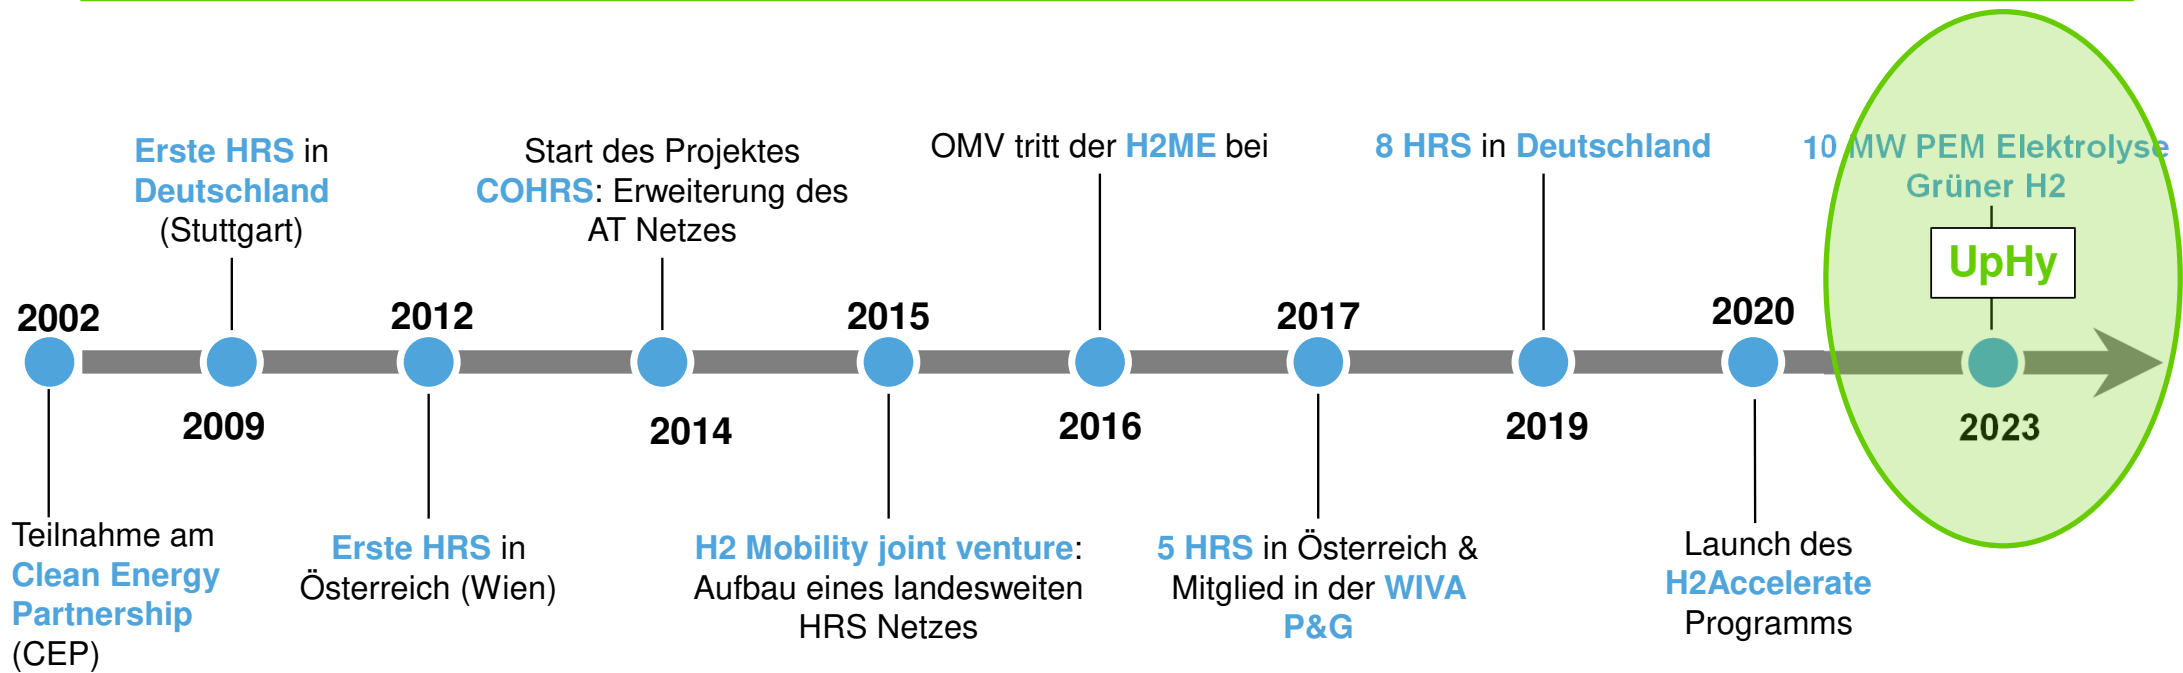 2002
Teilnahme am
Clean Energy
Partnership
(CEP)
Erste HRS in
Deutschland
(Stuttgart)
2009
2012
Erste HRS in
Österreich (Wien)
Start des Projektes
COHRS: Erweiterung des
AT Netzes
2014
2015
H2 Mobility joint venture:
Aufbau eines landesweiten
HRS Netzes
OMV tritt der H2ME bei
2016
2017
5 HRS in Österreich &
Mitglied in der WIVA
P&G
8 HRS in Deutschland
2019
2020
Launch des
H2Accelerate
Programms
10 MW PEM Elektrolyse
Grüner H2
UpHy
2023